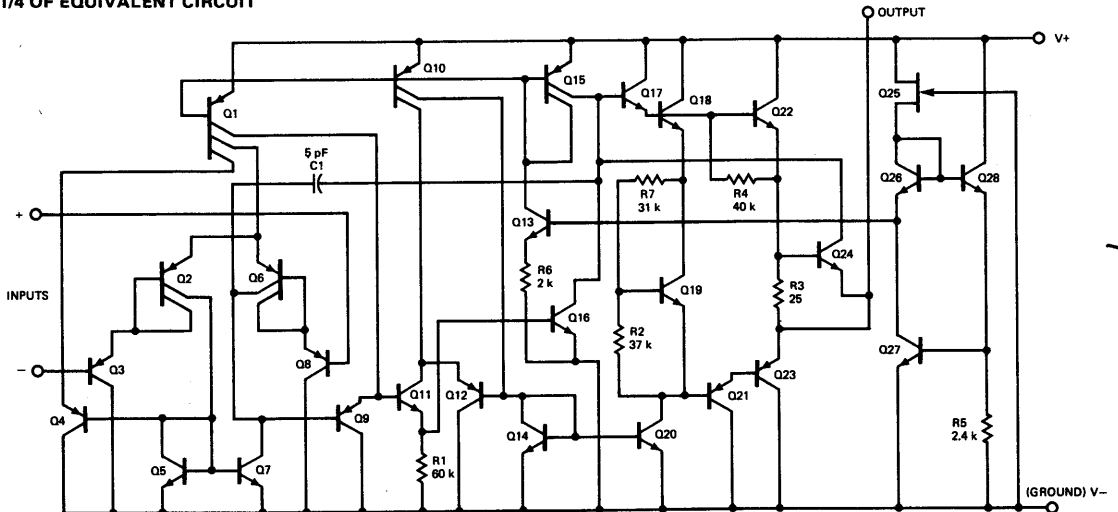 1/4 OF EQUIVALENT CIRCUIT
OUTPUT
V+
Q10
Q15
Q17
Q18
Q22
Q25
Q1
5 pF
C1
Q26
Q28
R7
31 k
R4
40 k
+
Q13
Q24
Q2
Q6
R6
2 k
R3
25
INPUTS
Q19
Q16
R2
37 k
Q27
–
Q3
Q8
Q23
Q4
Q9
Q11
Q12
Q21
R5
2.4 k
Q5
Q7
R1
60 k
Q14
Q20
(GROUND) V–